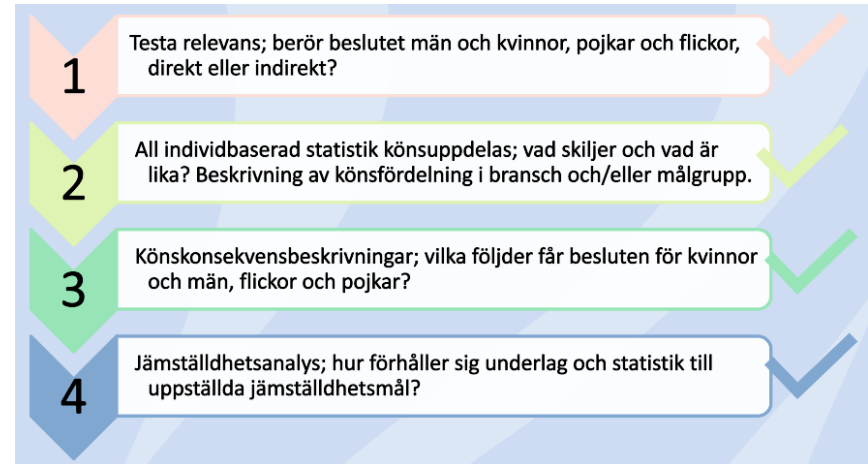 1
Testa relevans; berör beslutet män och kvinnor, pojkar och flickor,
direkt eller indirekt?
2
All individbaserad statistik könsuppdelas; vad skiljer och vad är
lika? Beskrivning av könsfördelning i bransch och/eller målgrupp.
3
Könskonsekvensbeskrivningar; vilka följder får besluten för kvinnor
och män, flickor och pojkar?
4
Jämställdhetsanalys; hur förhåller sig underlag och statistik till
uppställda jämställdhetsmål?